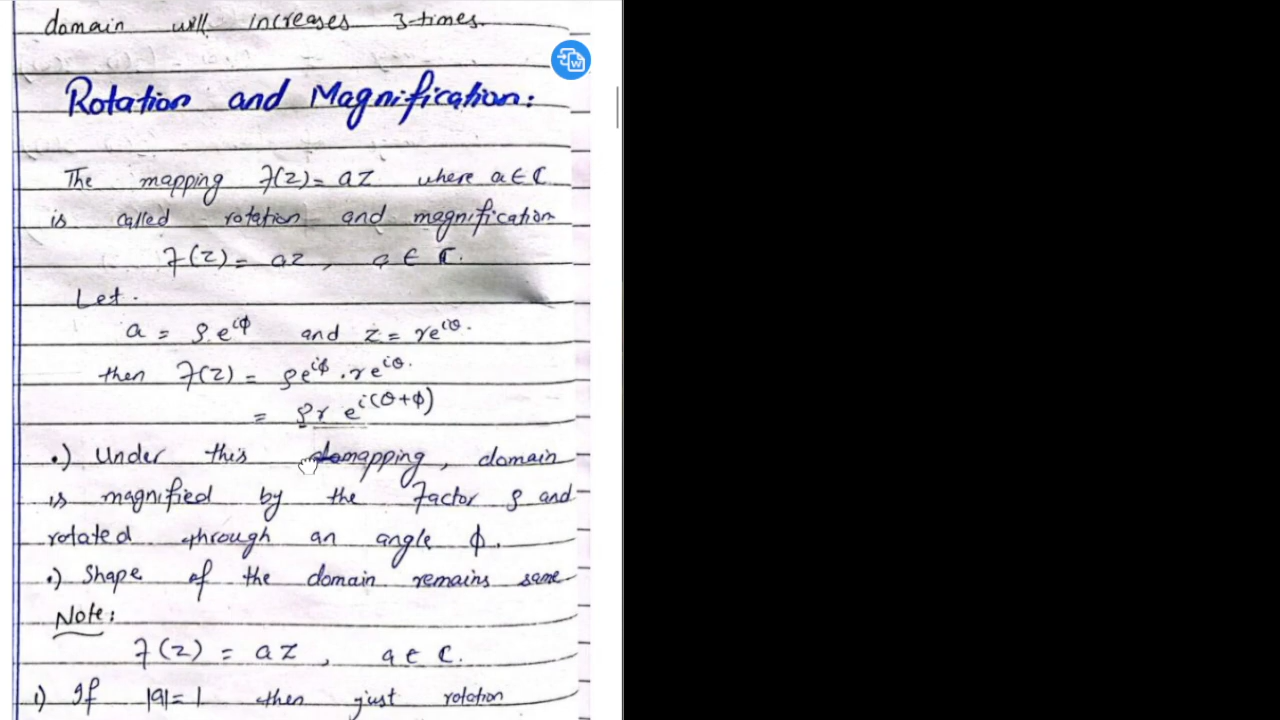 domain will increases 3-times.
Rotation and Magnification:
The mapping f(z)= az where a∈ℂ
is called rotation and magnification
f(z)= az, a ∈ ℂ.
Let.
a = ρe^{iϕ} and z = re^{iθ}.
then f(z) = ρe^{iϕ}.re^{iθ}.
= ρr e^{i(θ+ϕ)}
•) Under this mapping, domain
is magnified by the factor ρ and
rotated through an angle ϕ.
•) Shape of the domain remains same
Note:
f(z) = az, a ∈ ℂ.
1) If |a|=1 then just rotation